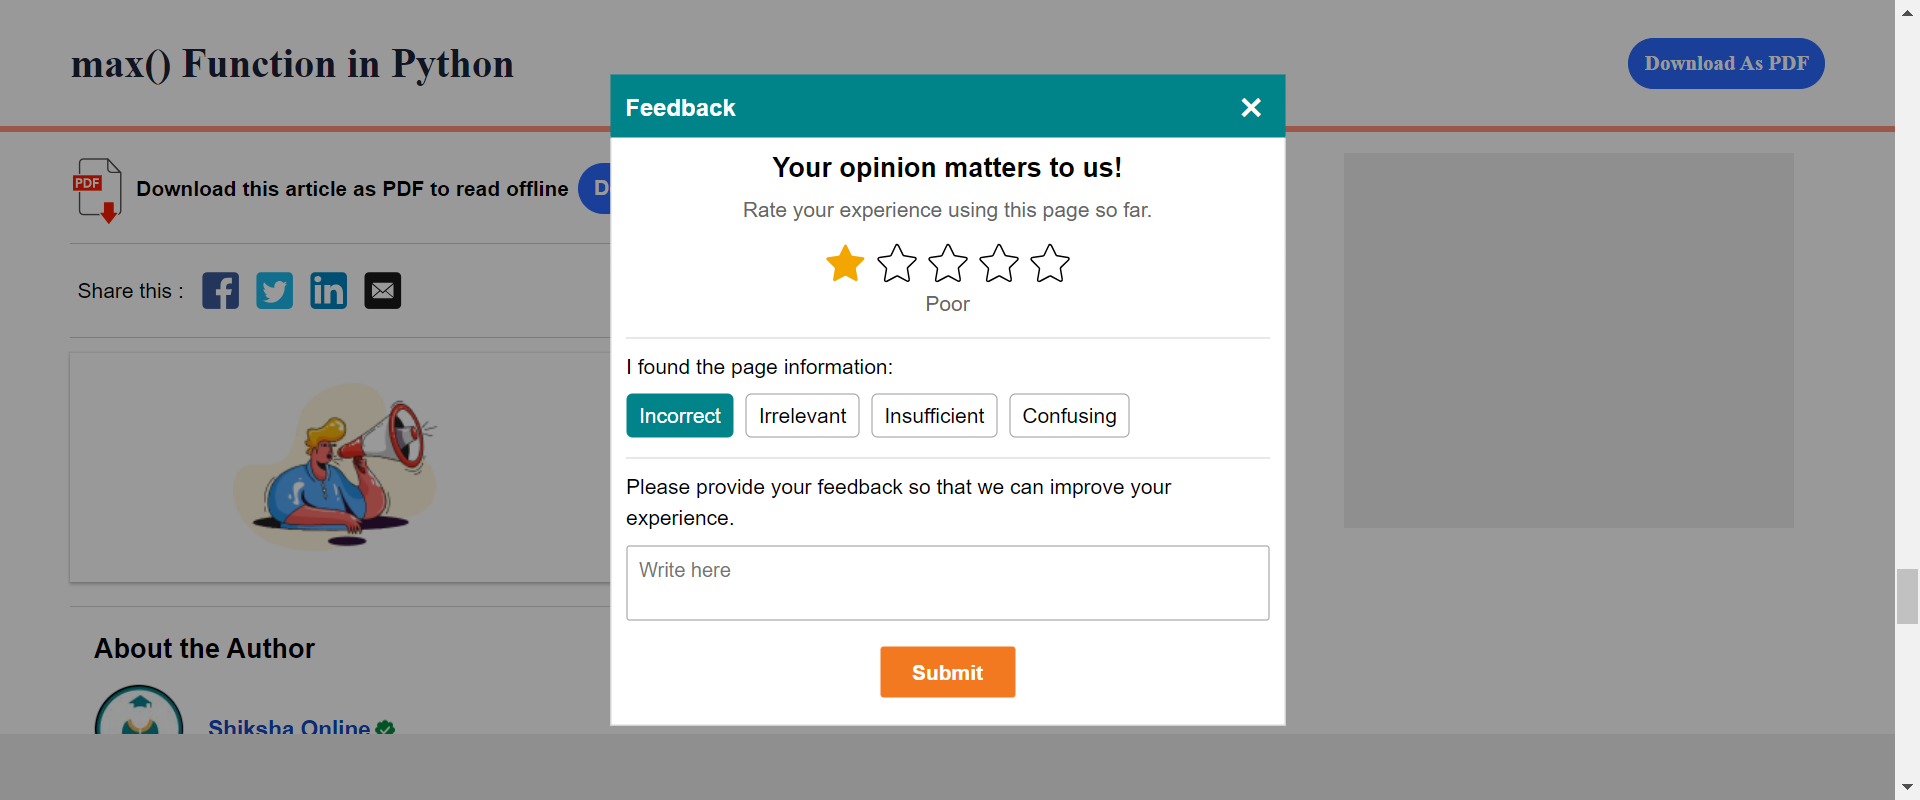 max() Function in Python
Download As PDF
Feedback
Your opinion matters to us!
Rate your experience using this page so far.
Poor
I found the page information:
Incorrect
Irrelevant
Insufficient
Confusing
Please provide your feedback so that we can improve your
experience.
Write here
Submit
PDF
Download this article as PDF to read offline
D
Share this :
About the Author
Shiksha Online